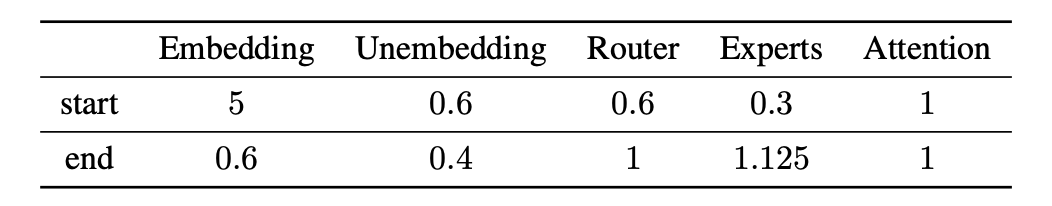 Embedding Unembedding Router Experts Attention
start 5 0.6 0.6 0.3 1
end 0.6 0.4 1 1.125 1